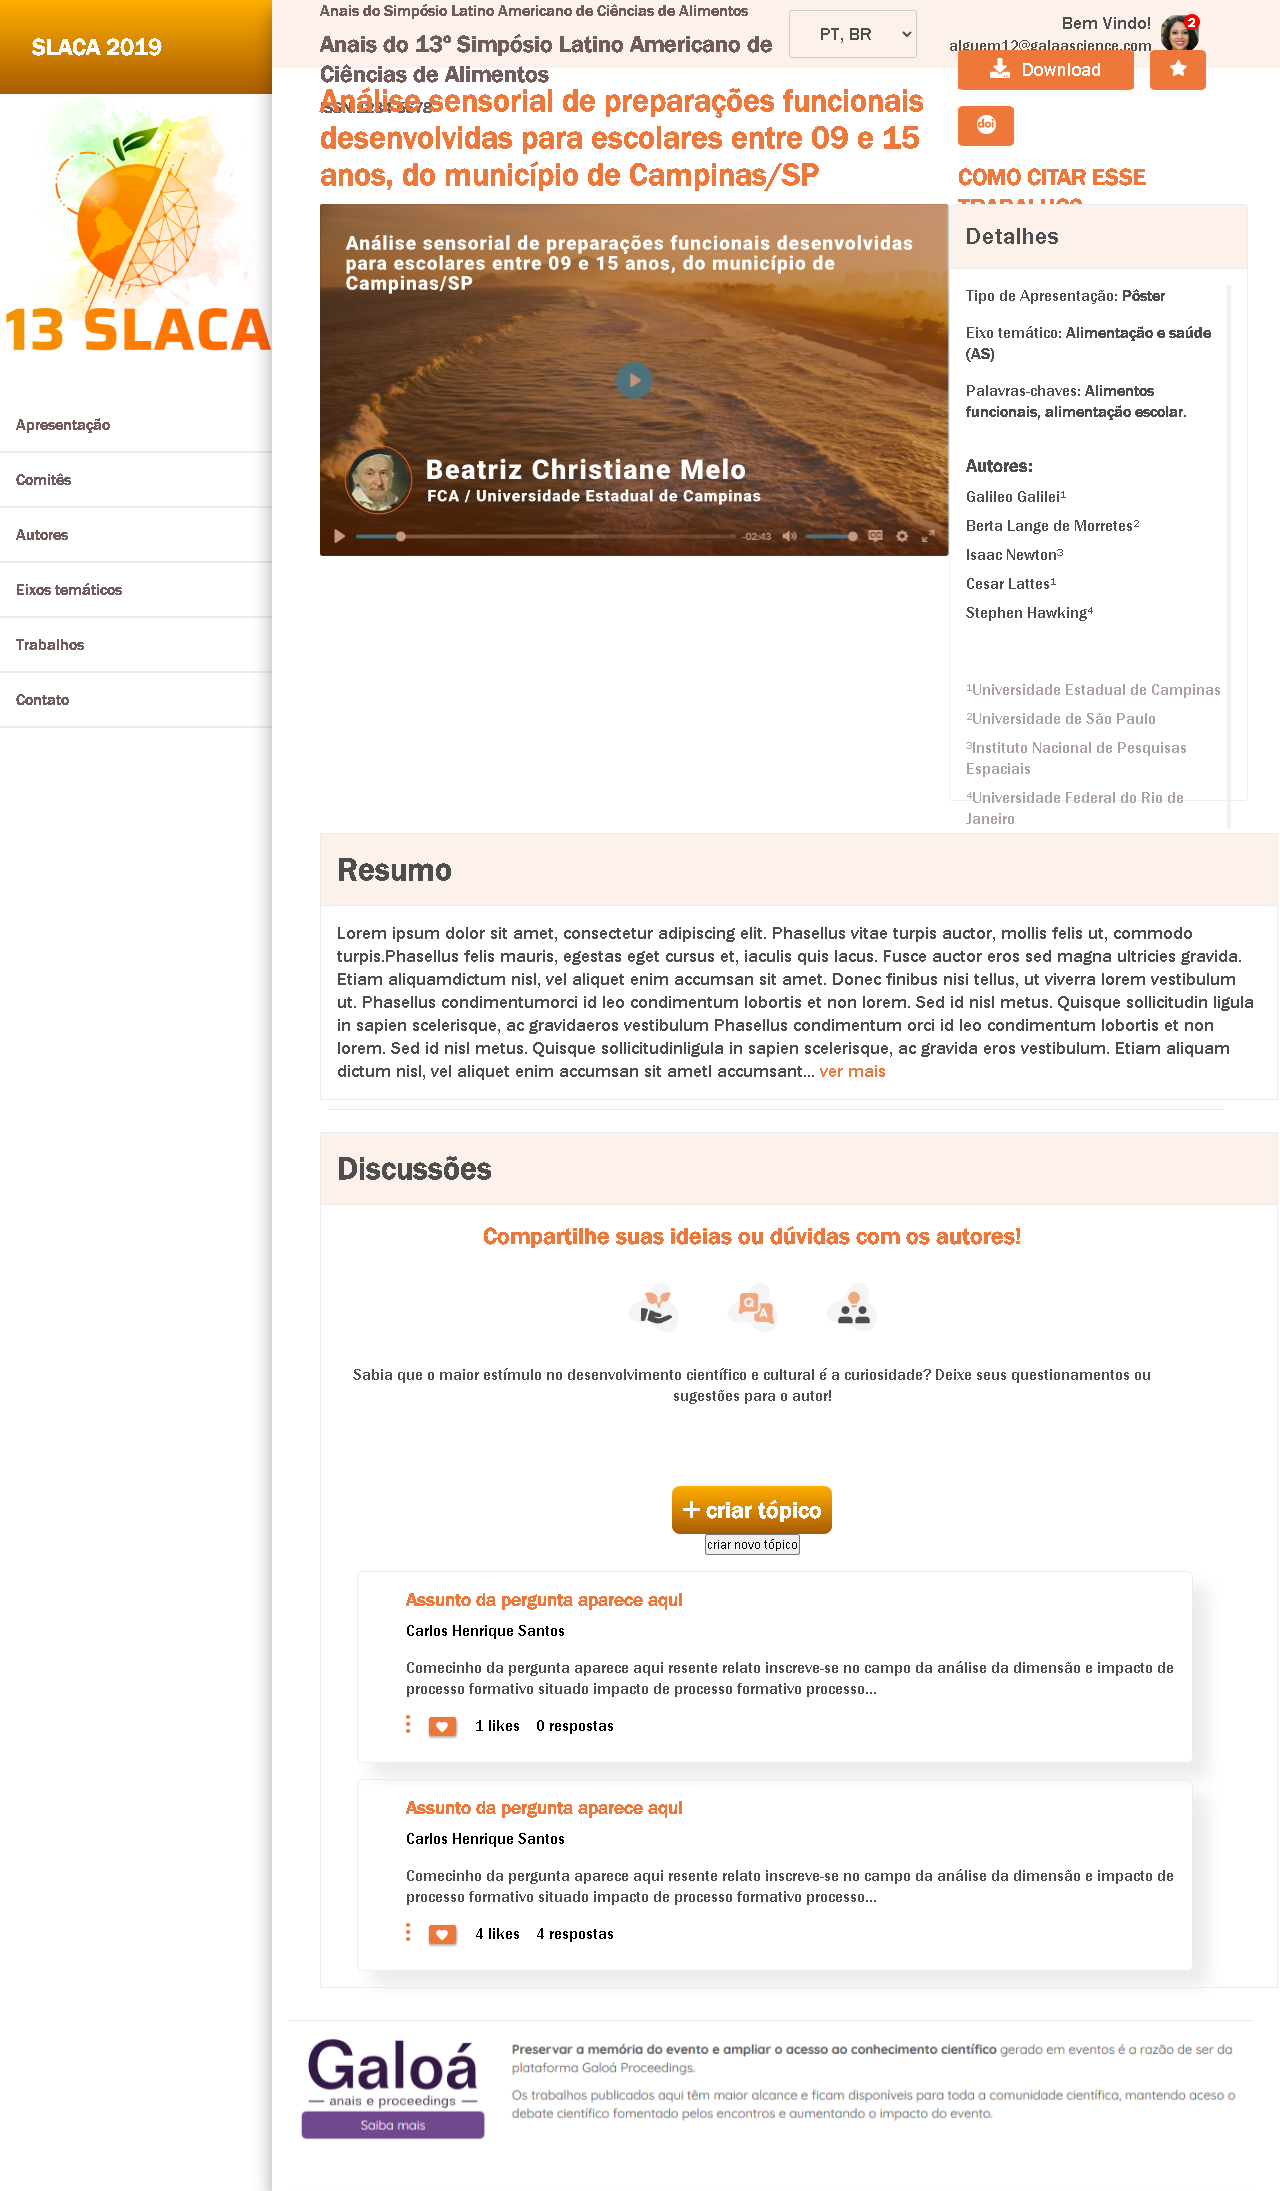 SLACA 2019
13 SLACA
Apresentação
Comitês
Autores
Eixos temáticos
Trabalhos
Contato
Anais do Simpósio Latino Americano de Ciências de Alimentos
Anais do 13º Simpósio Latino Americano de
Ciências de Alimentos
ISSN:1234-5678
PT, BR
Bem Vindo!
alguem12@galaascience.com
2
Análise sensorial de preparações funcionais
desenvolvidas para escolares entre 09 e 15
anos, do município de Campinas/SP
Download
doi
COMO CITAR ESSE
TRABALHO?
Análise sensorial de preparações funcionais desenvolvidas
para escolares entre 09 e 15 anos, do município de
Campinas/SP
Beatriz Christiane Melo
FCA / Universidade Estadual de Campinas
-02:43
CC
Detalhes
Tipo de Apresentação: Pôster
Eixo temático: Alimentação e saúde
(AS)
Palavras-chaves: Alimentos
funcionais, alimentação escolar.
Autores:
Galileo Galilei¹
Berta Lange de Morretes²
Isaac Newton³
Cesar Lattes¹
Stephen Hawking⁴
¹Universidade Estadual de Campinas
²Universidade de São Paulo
³Instituto Nacional de Pesquisas
Espaciais
⁴Universidade Federal do Rio de
Janeiro
Resumo
Lorem ipsum dolor sit amet, consectetur adipiscing elit. Phasellus vitae turpis auctor, mollis felis ut, commodo
turpis.Phasellus felis mauris, egestas eget cursus et, iaculis quis lacus. Fusce auctor eros sed magna ultricies gravida.
Etiam aliquamdictum nisl, vel aliquet enim accumsan sit amet. Donec finibus nisi tellus, ut viverra lorem vestibulum
ut. Phasellus condimentumorci id leo condimentum lobortis et non lorem. Sed id nisl metus. Quisque sollicitudin ligula
in sapien scelerisque, ac gravidaeros vestibulum Phasellus condimentum orci id leo condimentum lobortis et non
lorem. Sed id nisl metus. Quisque sollicitudinligula in sapien scelerisque, ac gravida eros vestibulum. Etiam aliquam
dictum nisl, vel aliquet enim accumsan sit ametl accumsant... ver mais
Discussões
Compartilhe suas ideias ou dúvidas com os autores!
Q
A
Sabia que o maior estímulo no desenvolvimento científico e cultural é a curiosidade? Deixe seus questionamentos ou
sugestões para o autor!
+ criar tópico
criar novo tópico
Assunto da pergunta aparece aqui
Carlos Henrique Santos
Comecinho da pergunta aparece aqui resente relato inscreve-se no campo da análise da dimensão e impacto de
processo formativo situado impacto de processo formativo processo...
1 likes 0 respostas
Assunto da pergunta aparece aqui
Carlos Henrique Santos
Comecinho da pergunta aparece aqui resente relato inscreve-se no campo da análise da dimensão e impacto de
processo formativo situado impacto de processo formativo processo...
4 likes 4 respostas
Galoá
anais e proceedings
Saiba mais
Preservar a memória do evento e ampliar o acesso ao conhecimento científico gerado em eventos é a razão de ser da
plataforma Galoá Proceedings.
Os trabalhos publicados aqui têm maior alcance e ficam disponíveis para toda a comunidade científica, mantendo aceso o
debate científico fomentado pelos encontros e aumentando o impacto do evento.